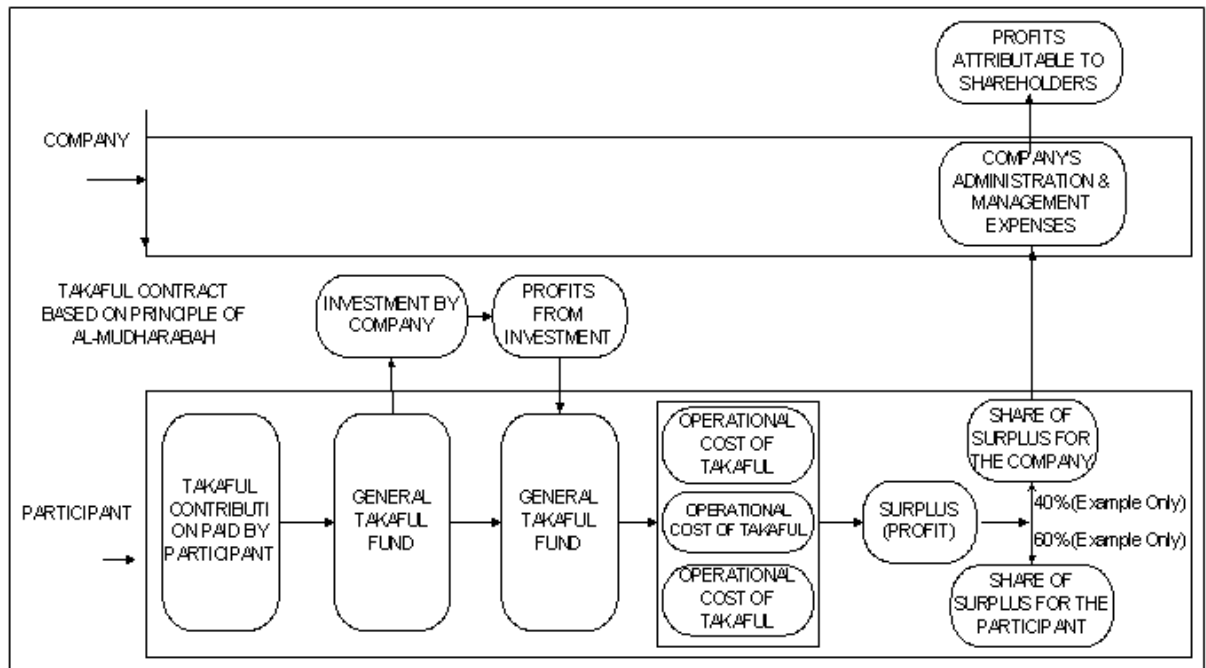 PROFITS
ATTRIBUTABLE TO
SHAREHOLDERS
COMPANY
COMPANY'S
ADMINISTRATION &
MANAGEMENT
EXPENSES
TAKAFUL CONTRACT
BASED ON PRINCIPLE OF
AL-MUDHARABAH
INVESTMENT BY
COMPANY
PROFITS
FROM
INVESTMENT
PARTICIPANT
TAKAFUL
CONTRIBUTI
ON PAID BY
PARTICIPANT
GENERAL
TAKAFUL
FUND
GENERAL
TAKAFUL
FUND
OPERATIONAL
COST OF
TAKAFUL
OPERATIONAL
COST OF TAKAFUL
OPERATIONAL
COST OF
TAKAFUL
SURPLUS
(PROFIT)
SHARE OF
SURPLUS FOR
THE COMPANY
40%(Example Only)
60%(Example Only)
SHARE OF
SURPLUS FOR THE
PARTICIPANT